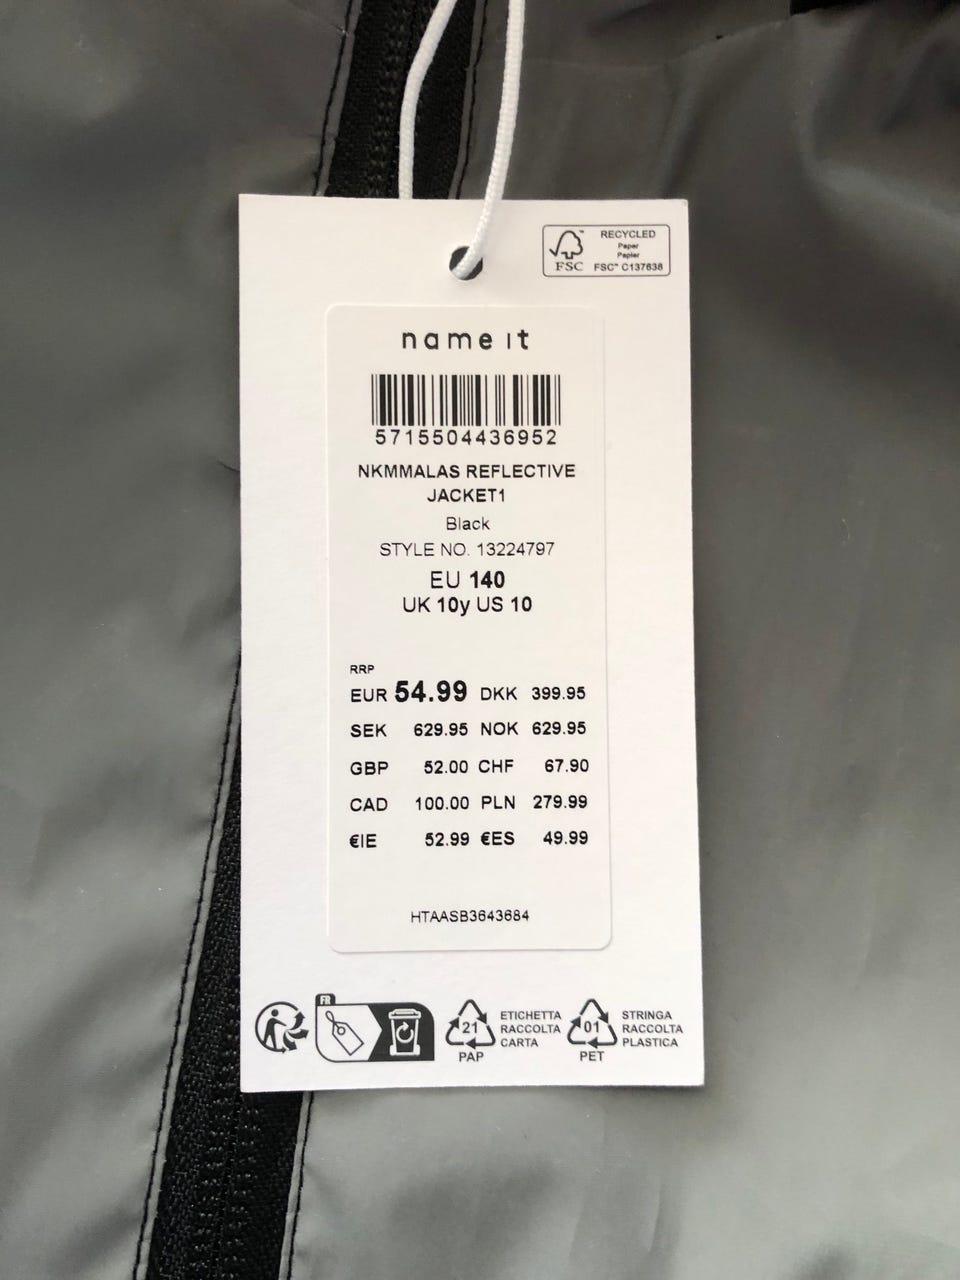 RECYCLED
Paper
Papier
FSC™ C137638
FSC
name it
5715504436952
NKMMALAS REFLECTIVE
JACKET1
Black
STYLE NO. 13224797
EU 140
UK 10y US 10
RRP
EUR 54.99 DKK 399.95
SEK 629.95 NOK 629.95
GBP 52.00 CHF 67.90
CAD 100.00 PLN 279.99
€IE 52.99 €ES 49.99
HTAASB3643684
FR
21
PAP
ETICHETTA
RACCOLTA
CARTA
01
PET
STRINGA
RACCOLTA
PLASTICA